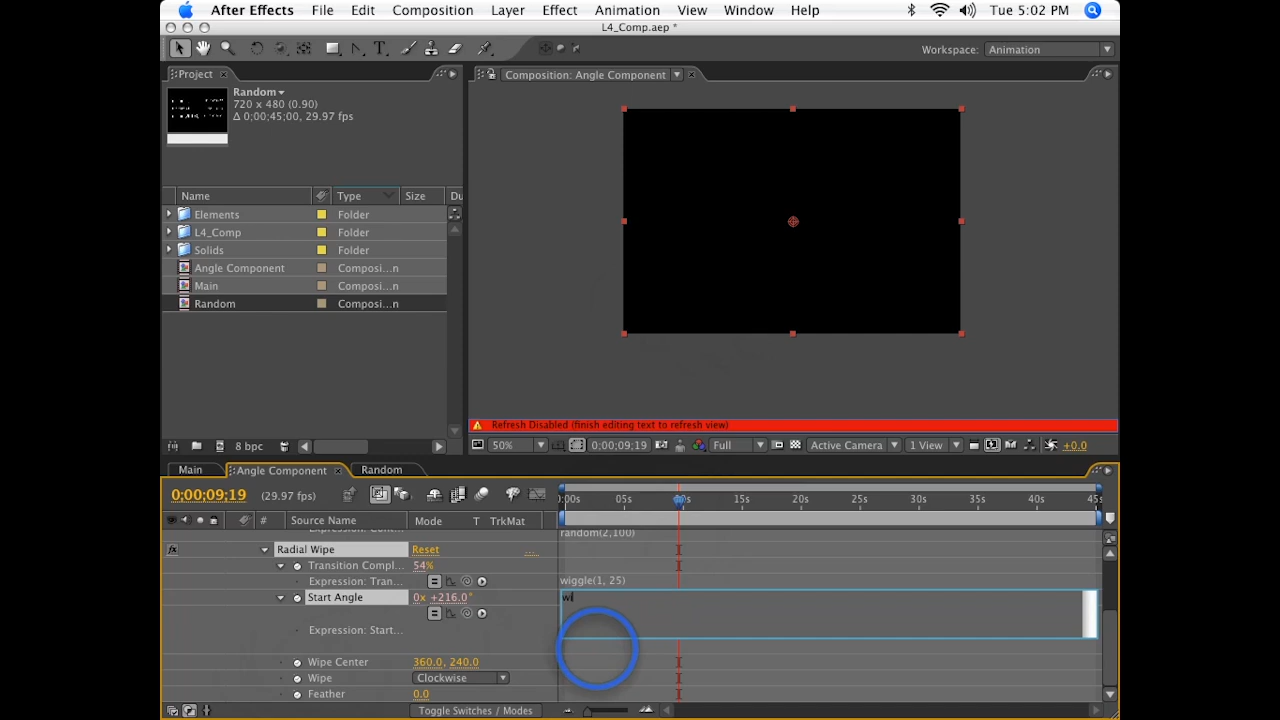 After Effects File Edit Composition Layer Effect Animation View Window Help Tue 5:02 PM
L4_Comp.aep *
Workspace: Animation
Project
Composition: Angle Component
Random
720 x 480 (0.90)
Δ 0;00;45;00, 29.97 fps
Name Type Size Du
Elements Folder
L4_Comp Folder
Solids Folder
Angle Component Composi...n
Main Composi...n
Random Composi...n
Refresh Disabled (finish editing text to refresh view)
8 bpc
50% 0;00;09;19 Full Active Camera 1 View +0.0
Main Angle Component Random
0;00;09;19 (29.97 fps)
:00s 05s 15s 20s 25s 30s 35s 40s 45s
# Source Name Mode T TrkMat
random(2,100)
fx Radial Wipe Reset ...
Transition Compl... 54%
Expression: Tran... wiggle(1, 25)
Start Angle 0x +216.0° wi
Expression: Start...
Wipe Center 360.0, 240.0
Wipe Clockwise
Feather 0.0
Toggle Switches / Modes